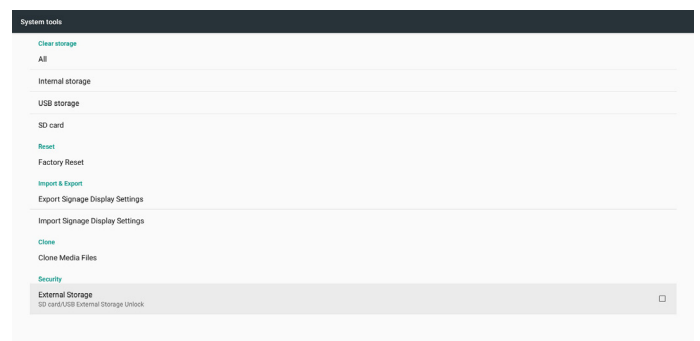 System tools
Clear storage
All
Internal storage
USB storage
SD card
Reset
Factory Reset
Import & Export
Export Signage Display Settings
Import Signage Display Settings
Clone
Clone Media Files
Security
External Storage
SD card/USB External Storage Unlock